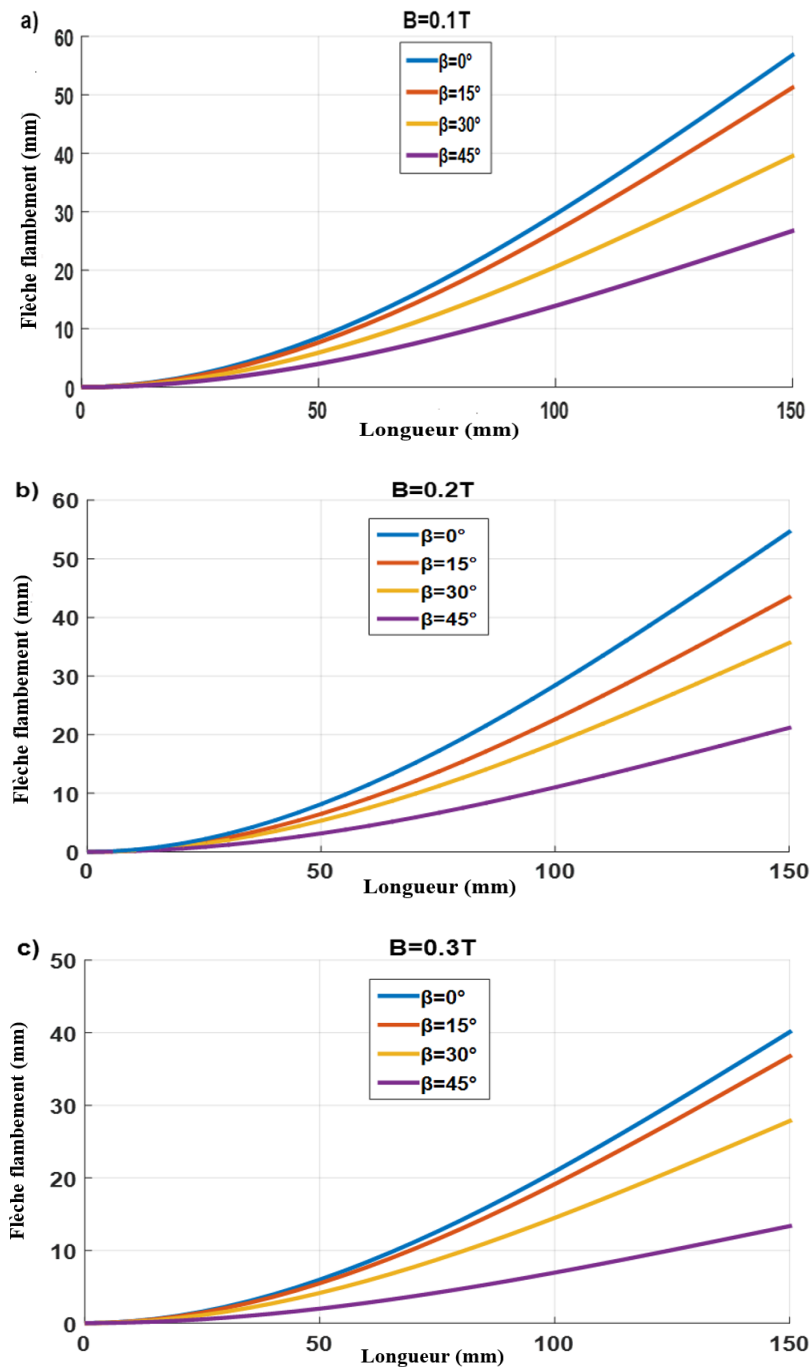 a)
B=0.1T
60
50
40
30
20
10
0
β=0°
β=15°
β=30°
β=45°
Flèche flambement (mm)
0 50 100 150
Longueur (mm)
b)
B=0.2T
60
50
40
30
20
10
0
β=0°
β=15°
β=30°
β=45°
Flèche flambement (mm)
0 50 100 150
Longueur (mm)
c)
B=0.3T
50
40
30
20
10
0
β=0°
β=15°
β=30°
β=45°
Flèche flambement (mm)
0 50 100 150
Longueur (mm)